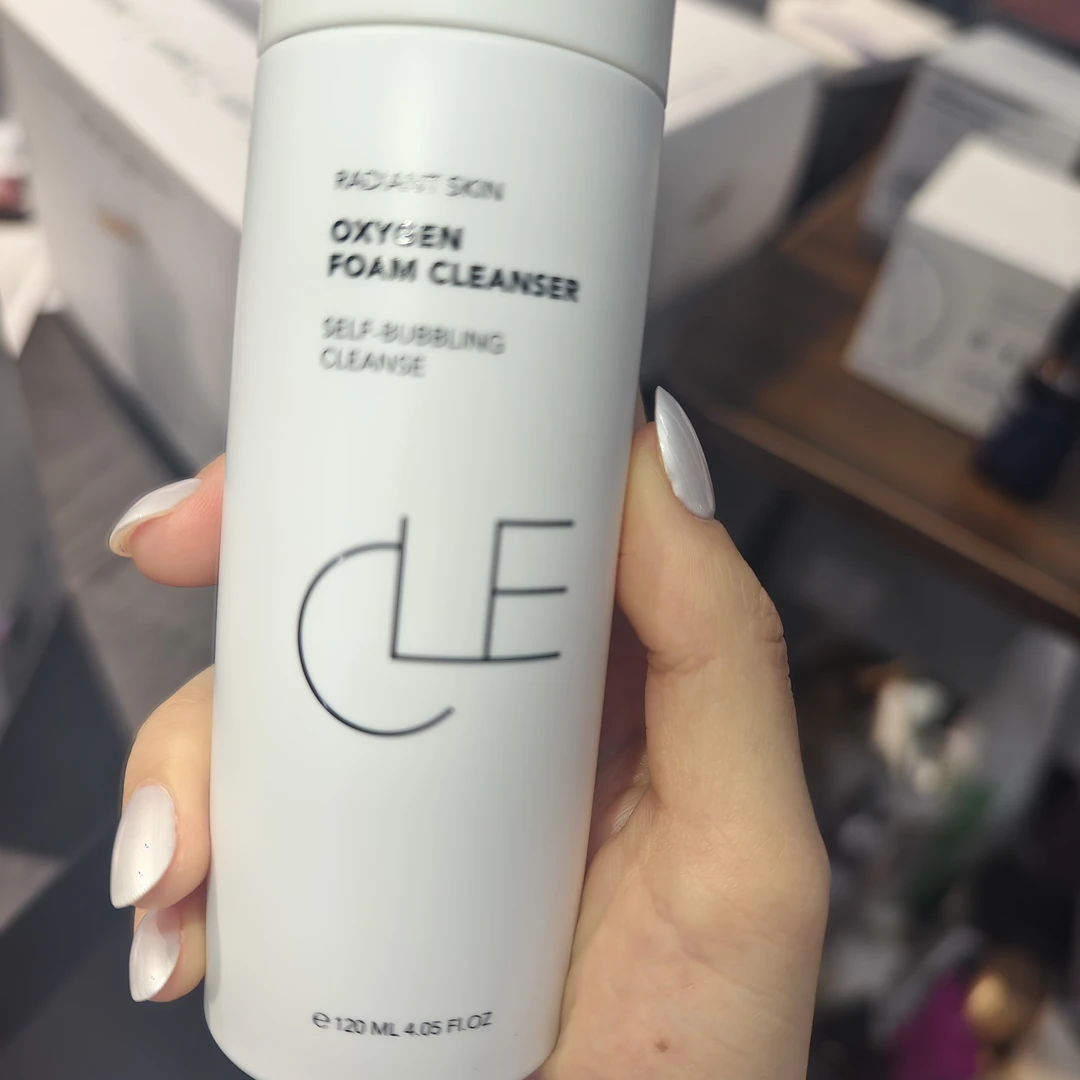 RADIANT SKIN
OXYGEN
FOAM CLEANSER
SELF-BUBBLING
CLEANSE
CLE
℮ 120 ML 4.05 Fl.OZ